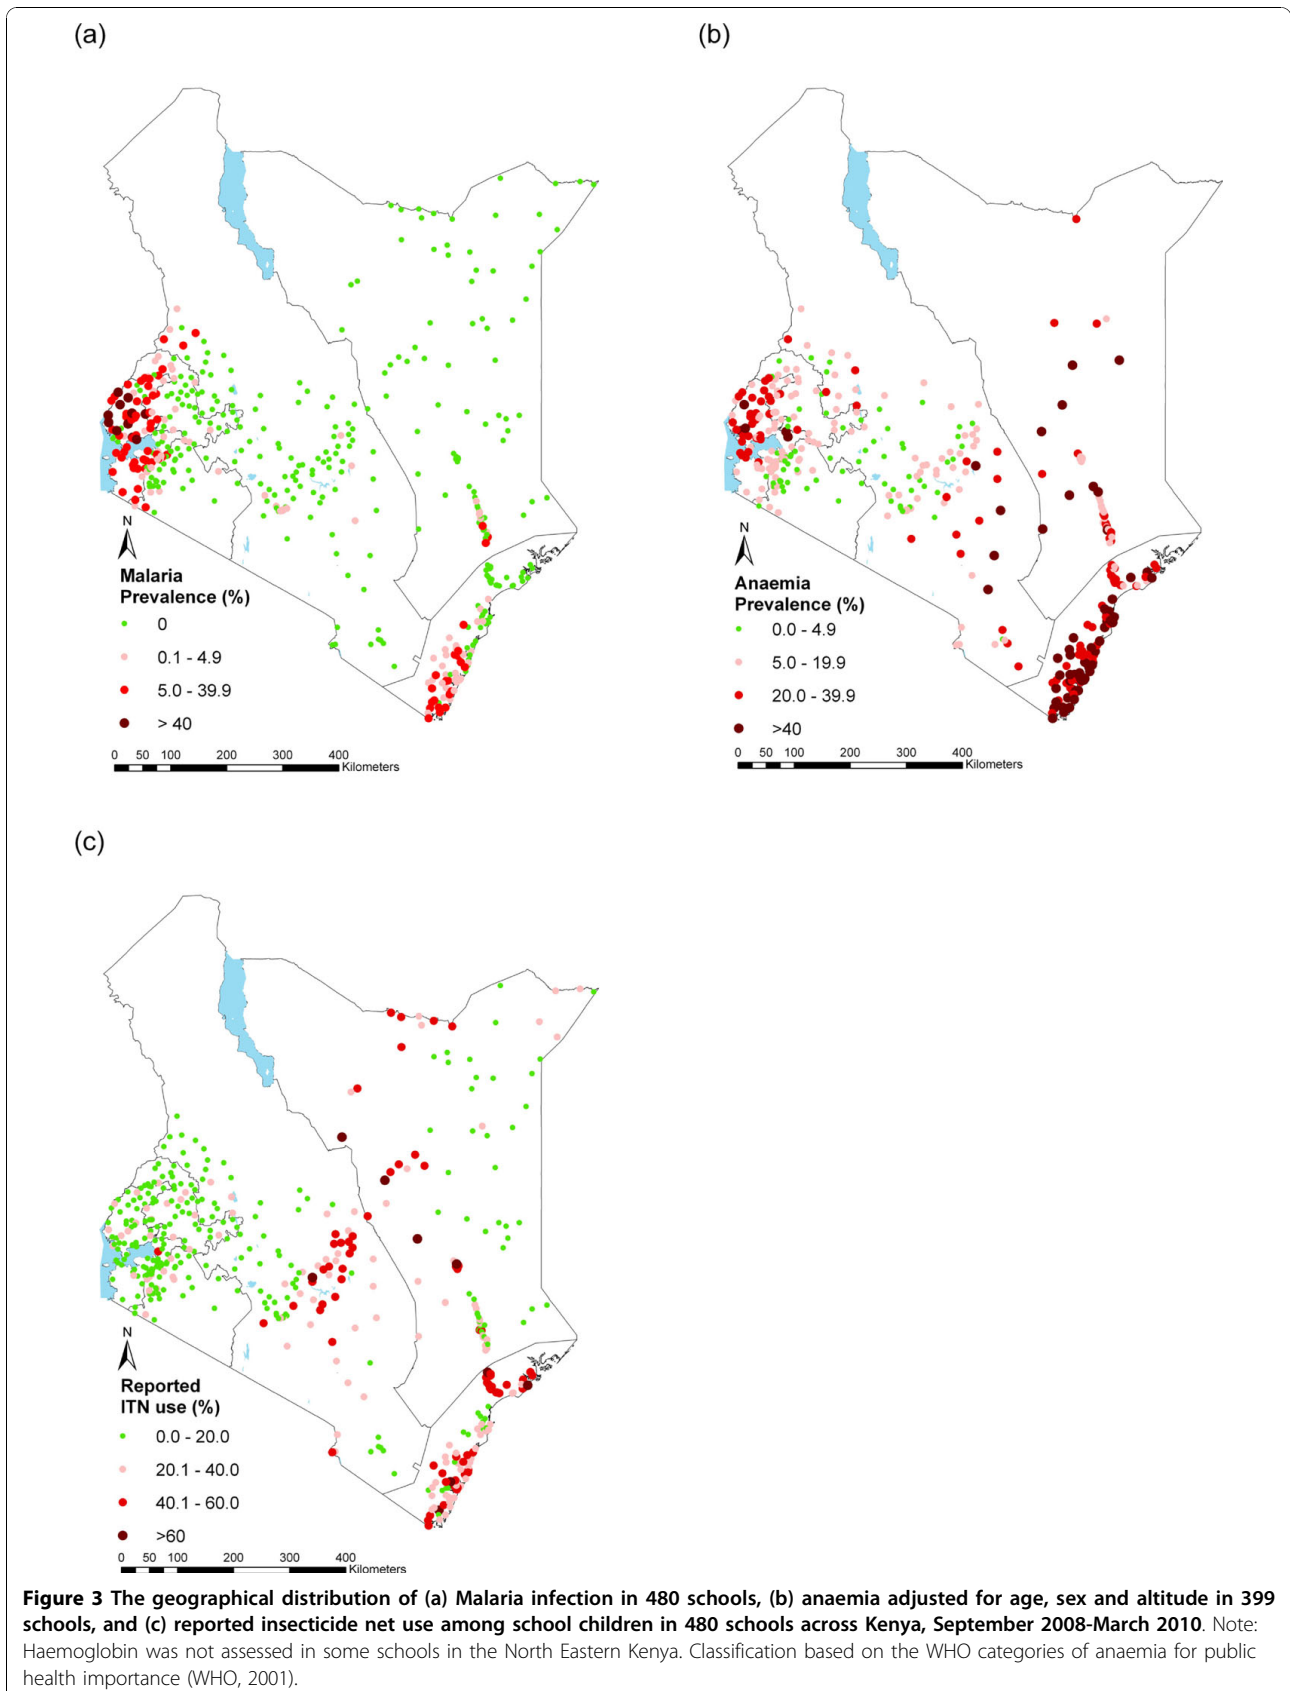 (a)
(b)
N
Malaria
Prevalence (%)
0
0.1 - 4.9
5.0 - 39.9
> 40
0 50 100 200 300 400
Kilometers
N
Anaemia
Prevalence (%)
0.0 - 4.9
5.0 - 19.9
20.0 - 39.9
>40
0 50 100 200 300 400
Kilometers
(c)
N
Reported
ITN use (%)
0.0 - 20.0
20.1 - 40.0
40.1 - 60.0
>60
0 50 100 200 300 400
Kilometers
Figure 3 The geographical distribution of (a) Malaria infection in 480 schools, (b) anaemia adjusted for age, sex and altitude in 399
schools, and (c) reported insecticide net use among school children in 480 schools across Kenya, September 2008-March 2010. Note:
Haemoglobin was not assessed in some schools in the North Eastern Kenya. Classification based on the WHO categories of anaemia for public
health importance (WHO, 2001).